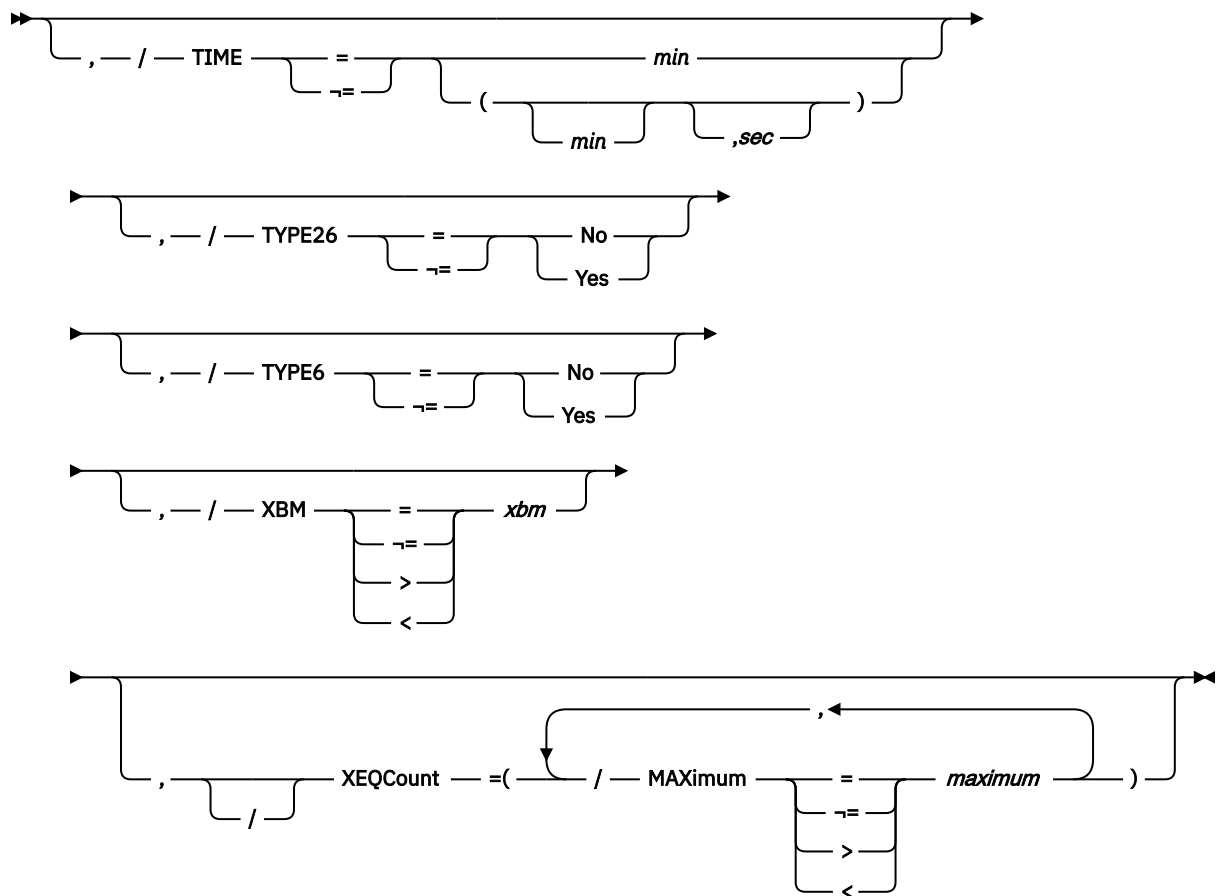 , / TIME = min
¬=
( min ,sec )
, / TYPE26 = No
¬= Yes
, / TYPE6 = No
¬= Yes
, / XBM = xbm
¬=
>
<
,
, / XEQCount =( / MAXimum = maximum )
¬=
>
<